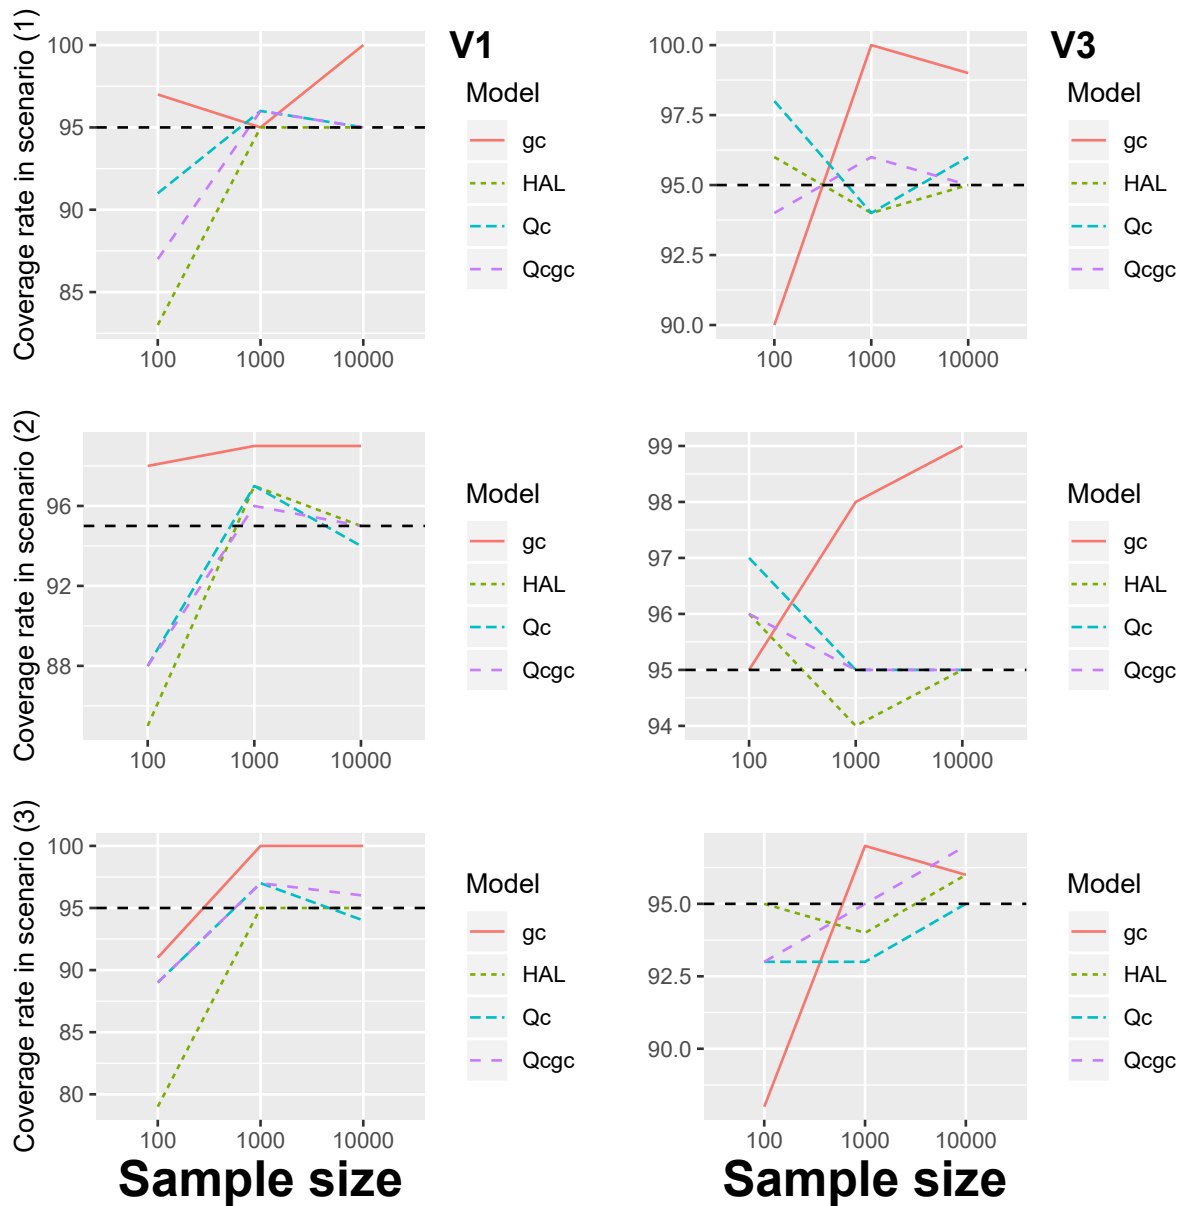 Coverage rate in scenario (1)
100
95
90
85
100
1000
10000
V1
Model
gc
HAL
Qc
Qcgc
100.0
97.5
95.0
92.5
90.0
100
1000
10000
V3
Model
gc
HAL
Qc
Qcgc
Coverage rate in scenario (2)
96
92
88
100
1000
10000
Model
gc
HAL
Qc
Qcgc
99
98
97
96
95
94
100
1000
10000
Model
gc
HAL
Qc
Qcgc
Coverage rate in scenario (3)
100
95
90
85
80
100
1000
10000
Sample size
Model
gc
HAL
Qc
Qcgc
95.0
92.5
90.0
100
1000
10000
Sample size
Model
gc
HAL
Qc
Qcgc